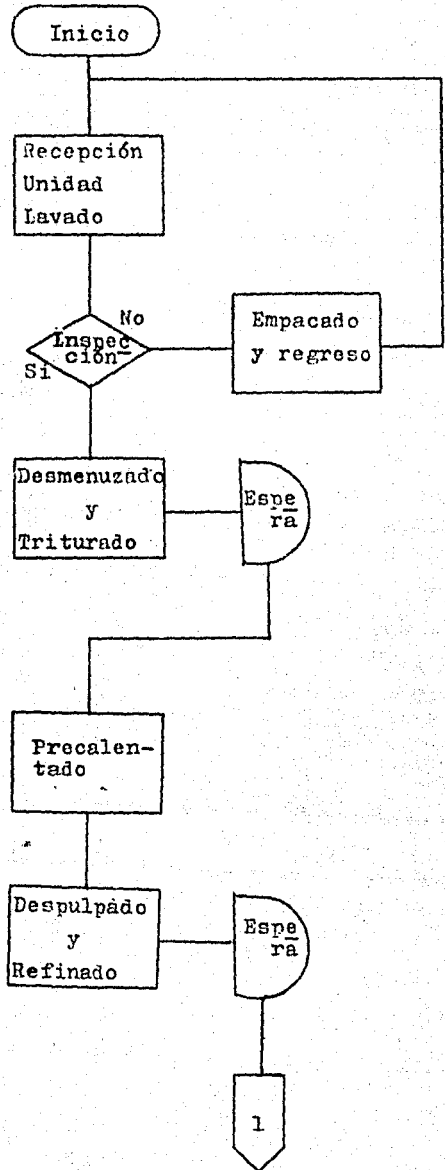 Inicio
Recepción
Unidad
Lavado
No
Inspec
ción
Si
Empacado
y regreso
Desmenuzado
y
Triturado
Espe
ra
Precalen-
tado
Despulpado
y
Refinado
Espe
ra
1